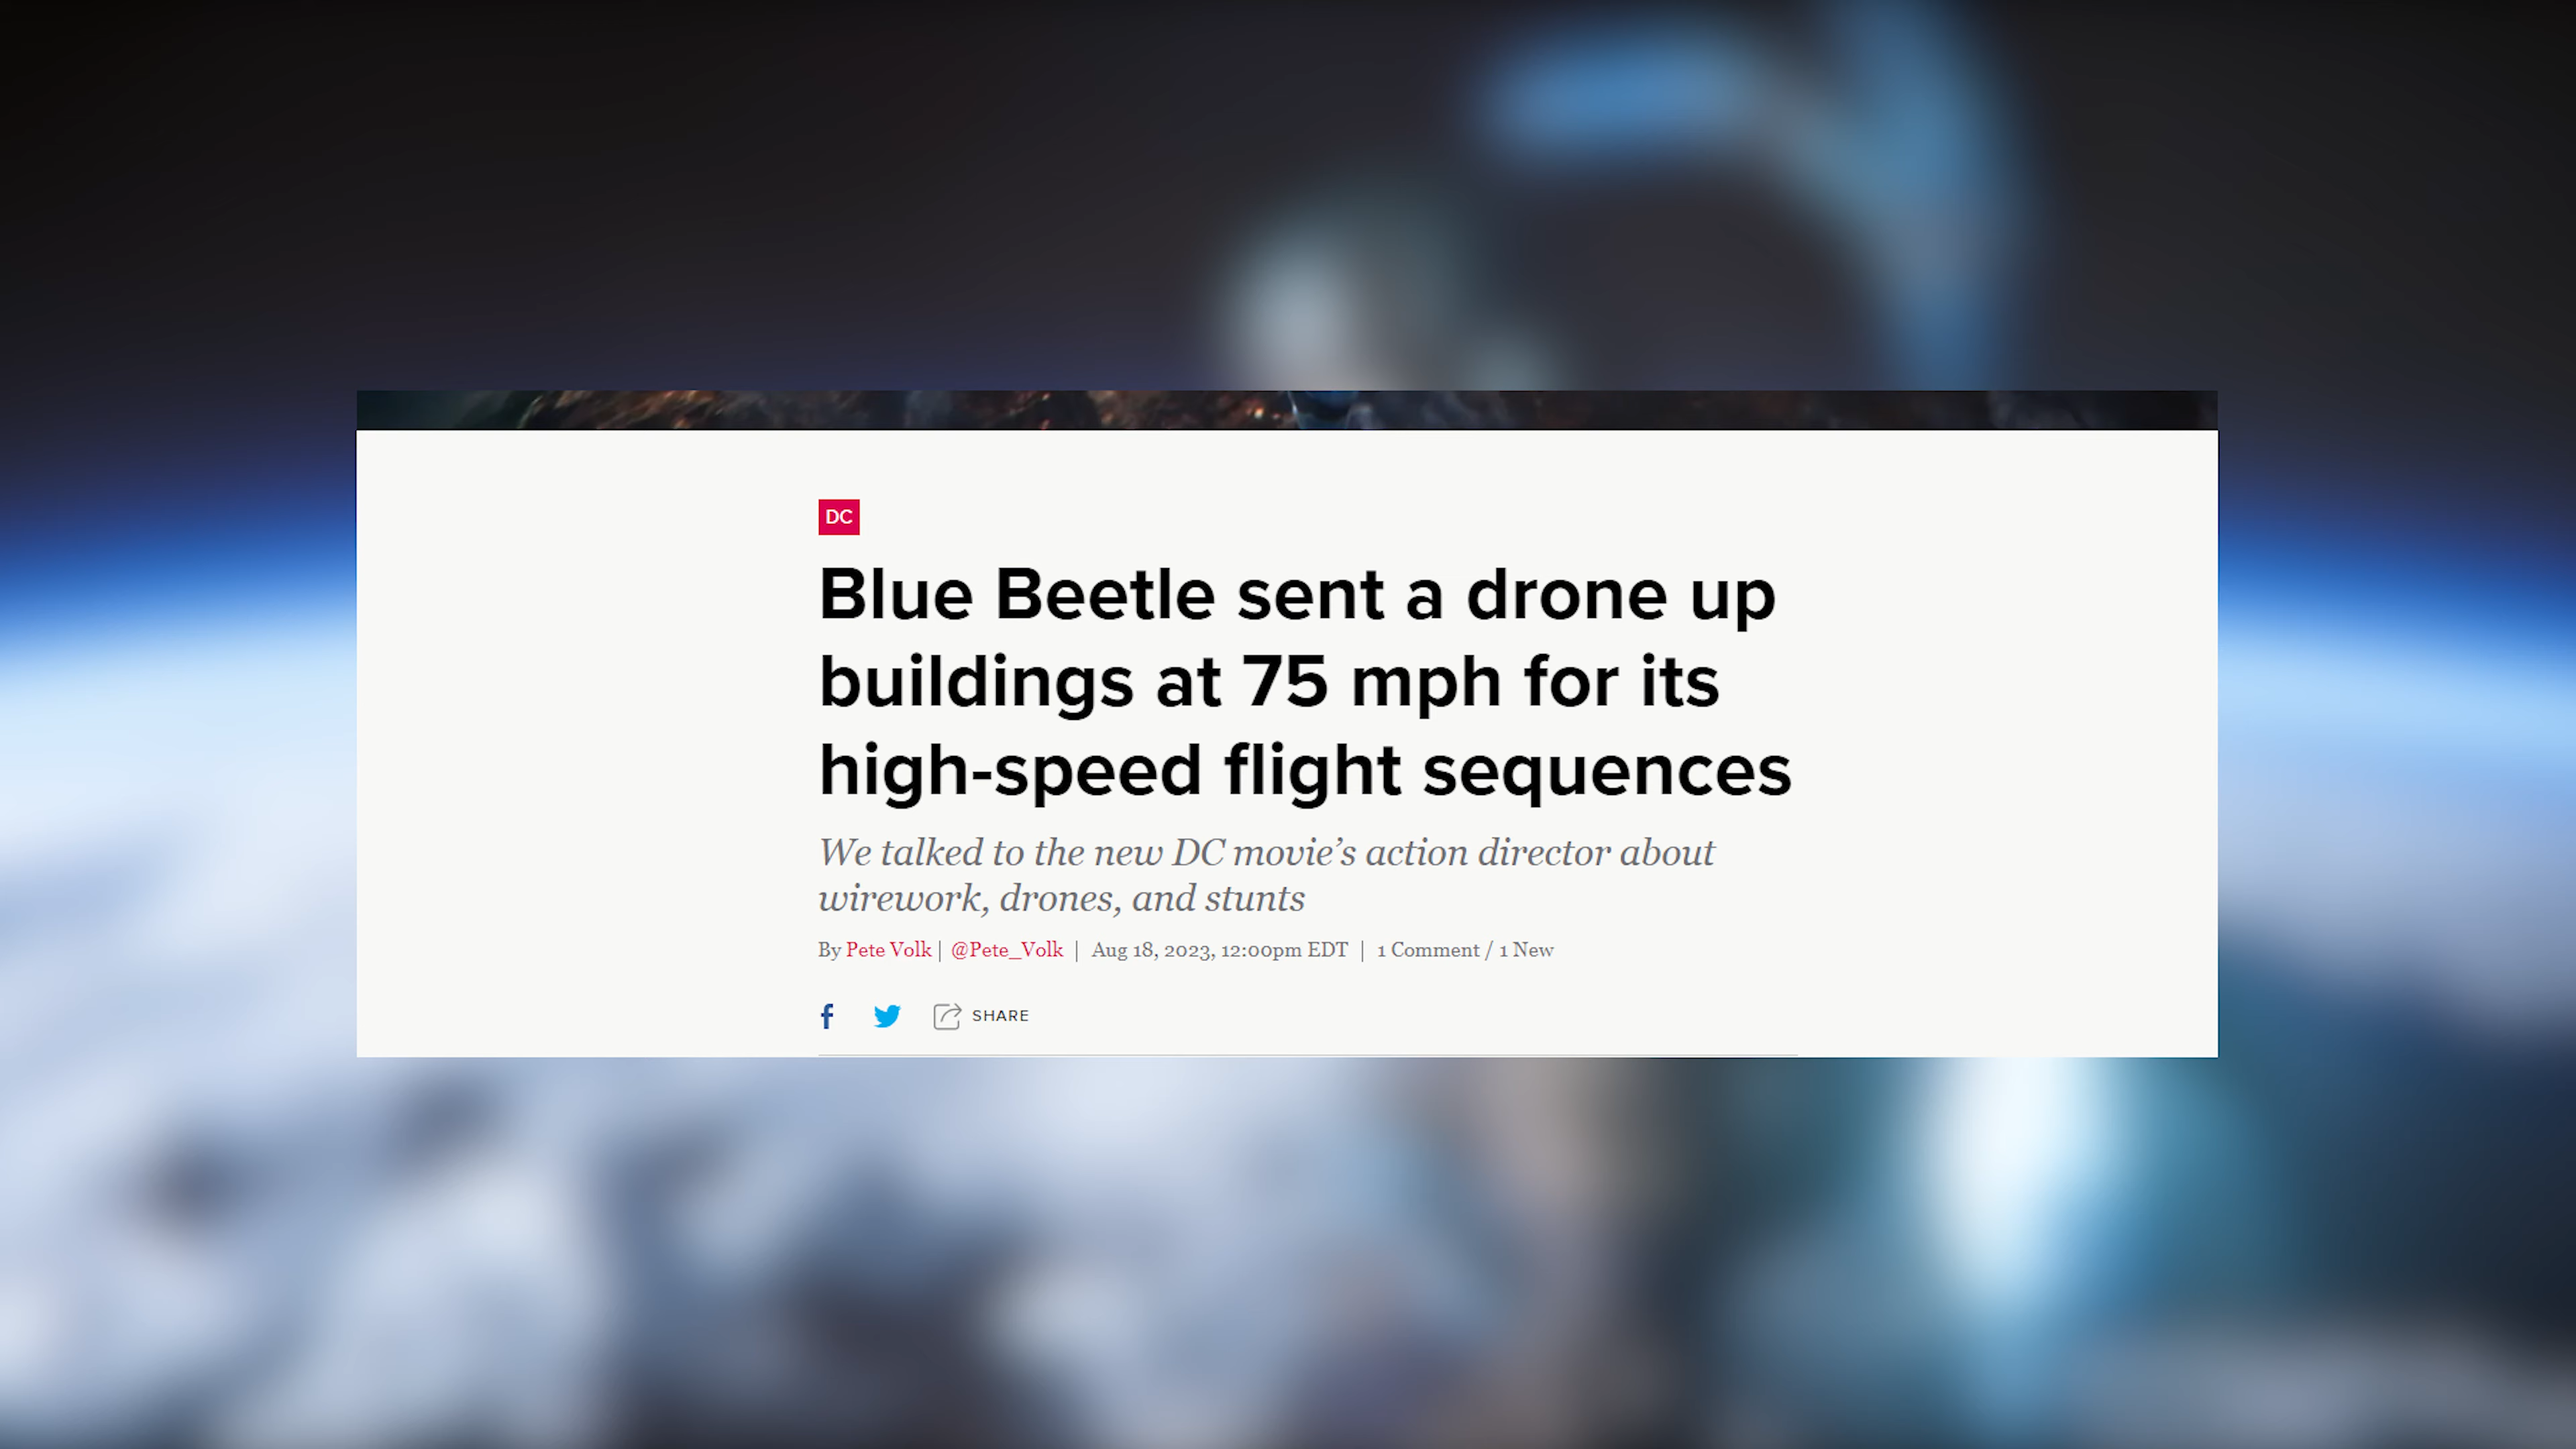 DC
Blue Beetle sent a drone up
buildings at 75 mph for its
high-speed flight sequences
We talked to the new DC movie’s action director about
wirework, drones, and stunts
By Pete Volk | @Pete_Volk | Aug 18, 2023, 12:00pm EDT | 1 Comment / 1 New
f SHARE